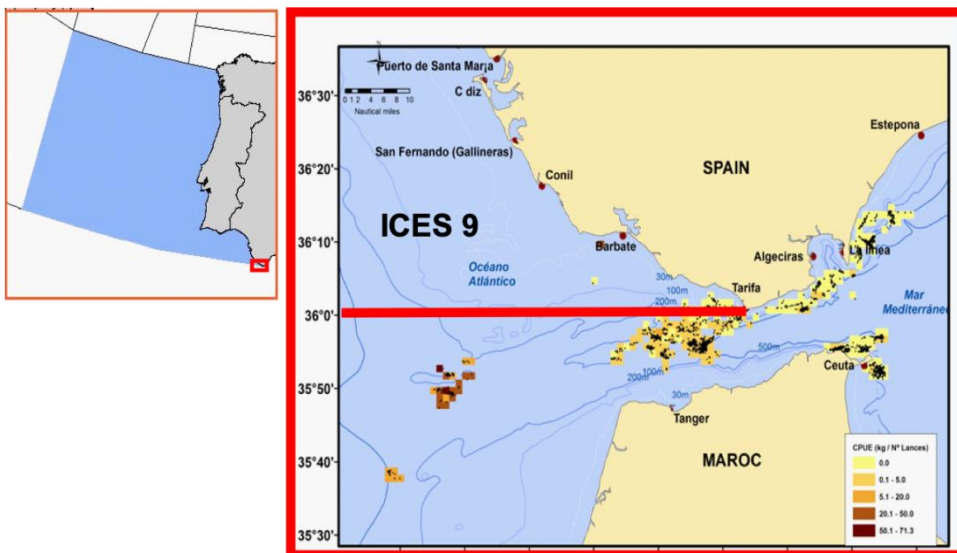 Puerto de Santa Maria
C diz
0 1 2 4 6 8 10
Nautical miles
36°30'
Estepona
San Fernando (Gallineras)
36°20'
Conil
SPAIN
ICES 9
36°10'
Barbate
Algeciras
La línea
Océano
Atlántico
30m
100m
200m
Tarifa
Mar
Mediterráne
36°0'
500m
35°50'
Ceuta
100m
200m
30m
Tanger
35°40'
MAROC
CPUE (kg / Nº Lances)
0.0
0.1 - 5.0
5.1 - 20.0
20.1 - 50.0
50.1 - 71.3
35°30'